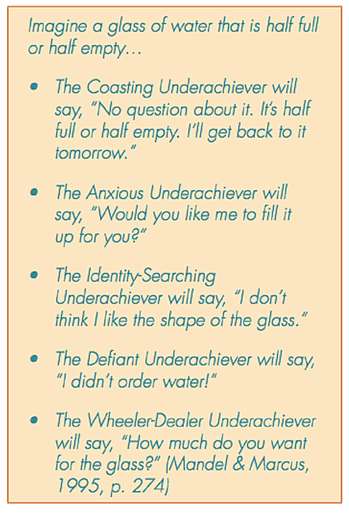 Imagine a glass of water that is half full
or half empty…
• The Coasting Underachiever will
say, “No question about it. It’s half
full or half empty. I’ll get back to it
tomorrow.”
• The Anxious Underachiever will
say, “Would you like me to fill it
up for you?”
• The Identity-Searching
Underachiever will say, “I don’t
think I like the shape of the glass.”
• The Defiant Underachiever will say,
“I didn’t order water!”
• The Wheeler-Dealer Underachiever
will say, “How much do you want
for the glass?” (Mandel & Marcus,
1995, p. 274)